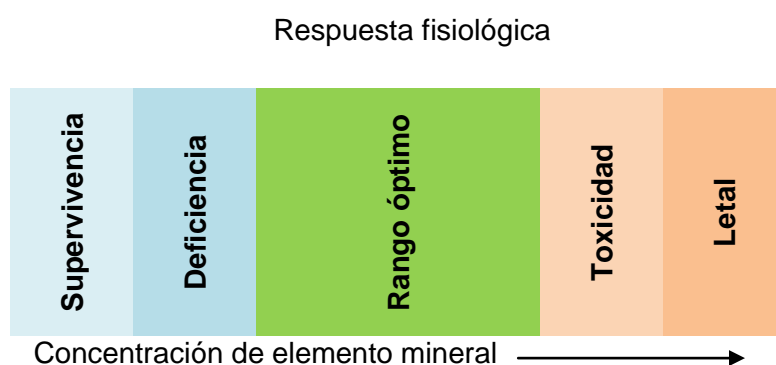 Respuesta fisiológica
Supervivencia
Deficiencia
Rango óptimo
Toxicidad
Letal
Concentración de elemento mineral